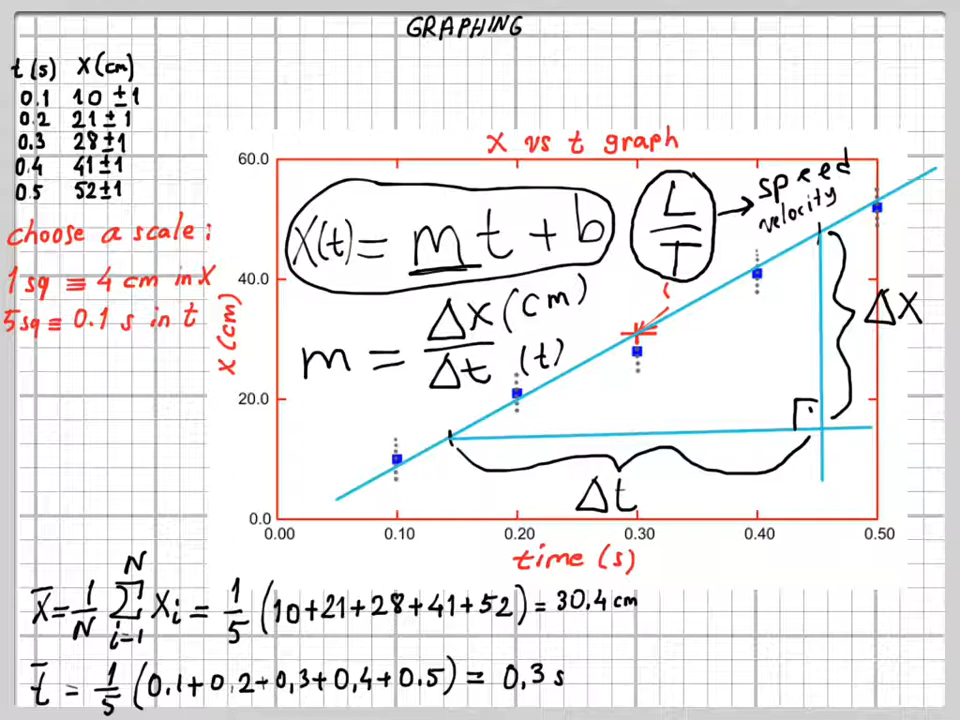 GRAPHING
t (s) X (cm)
0.1 10 ±1
0.2 21 ±1
0.3 28 ±1
0.4 41 ±1
0.5 52 ±1
choose a scale:
1 sq ≡ 4 cm in X
5 sq ≡ 0.1 s in t
X vs t graph
60.0
40.0
20.0
0.0
X (cm)
X(t) = m t + b
L/T → speed
velocity
m = ΔX (cm) / Δt (t)
ΔX
Δt
0.00 0.10 0.20 0.30 0.40 0.50
time (s)
X̄ = 1/N ∑ᵢ₌₁ᴺ Xi = 1/5 (10+21+28+41+52) = 30.4 cm
t̄ = 1/5 (0.1+0.2+0,3+0,4+0.5) = 0,3 s